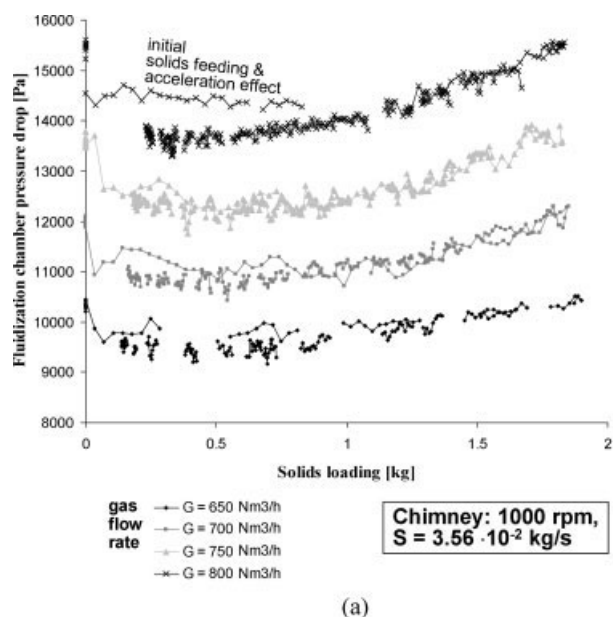 16000
15000
14000
13000
12000
11000
10000
9000
8000
Fluidization chamber pressure drop [Pa]
initial
solids feeding &
acceleration effect
0
0.5
1
1.5
2
Solids loading [kg]
gas
flow
rate
G = 650 Nm3/h
G = 700 Nm3/h
G = 750 Nm3/h
G = 800 Nm3/h
Chimney: 1000 rpm,
S = 3.56 ·10⁻² kg/s
(a)